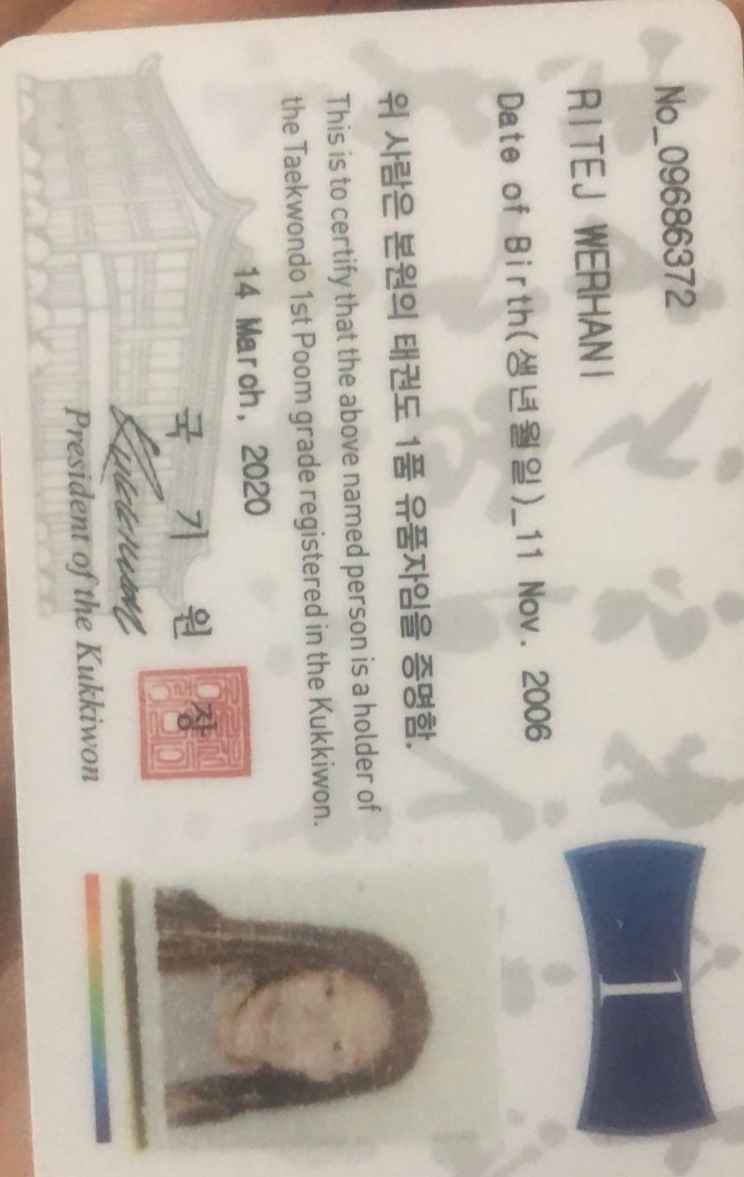 No_09686372
RITEJ WERHANI
Date of Birth(생년월일)_11 Nov. 2006
위 사람은 본원의 태권도 1품 유품자임을 증명함.
This is to certify that the above named person is a holder of
the Taekwondo 1st Poom grade registered in the Kukkiwon.
14 March, 2020
국 기 원 장
President of the Kukkiwon
1